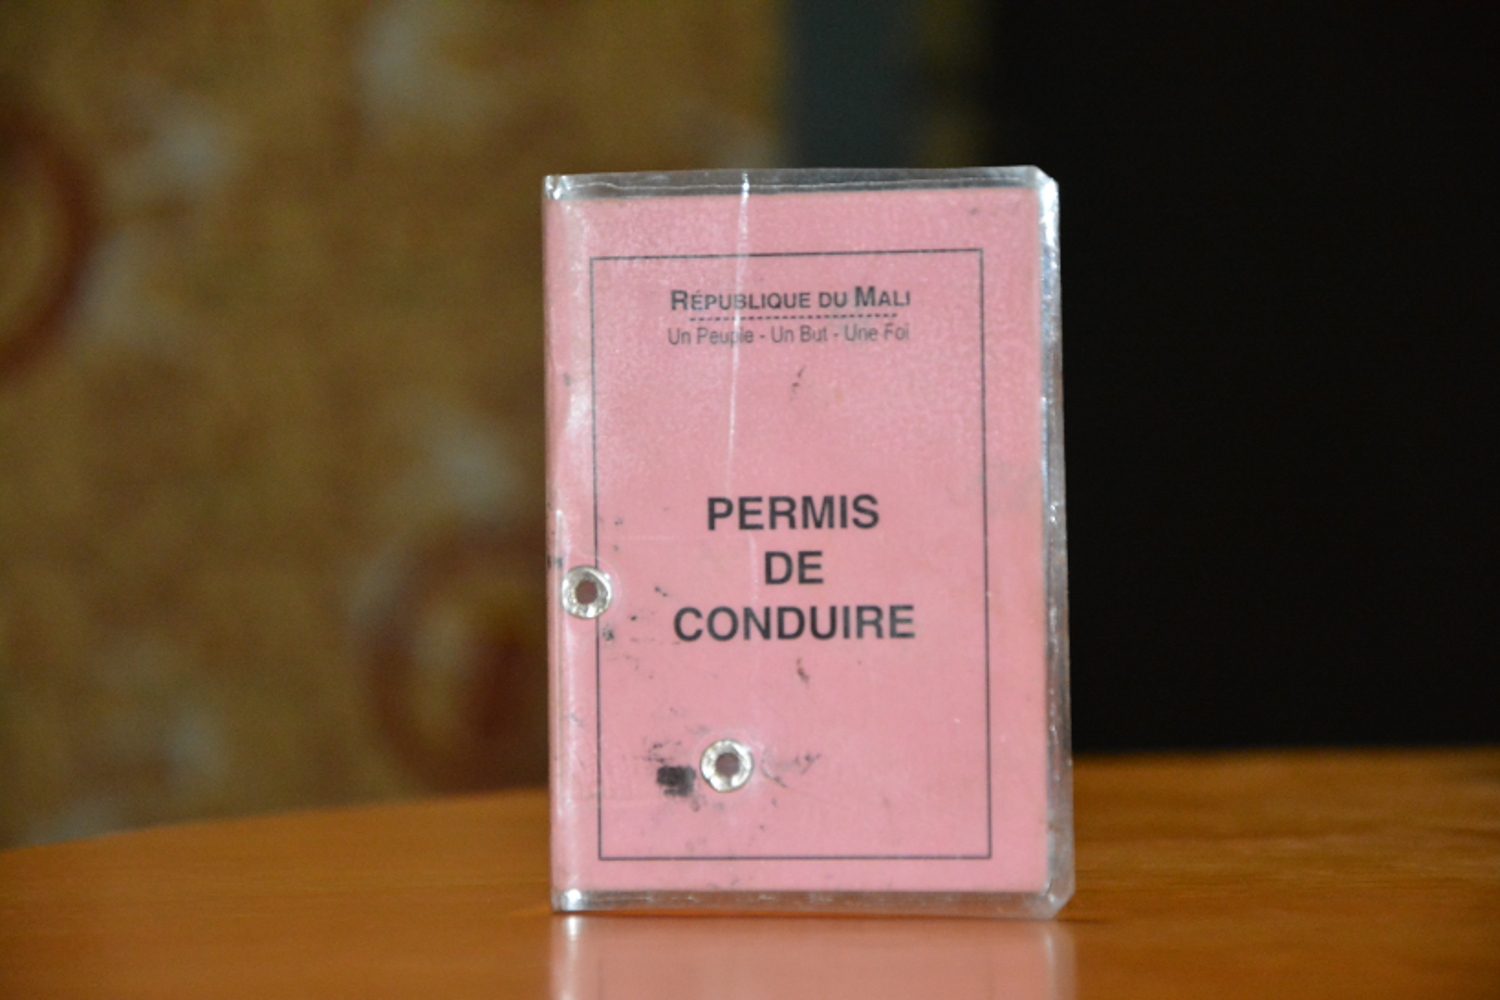 RÉPUBLIQUE DU MALI
Un Peuple - Un But - Une Foi
PERMIS
DE
CONDUIRE